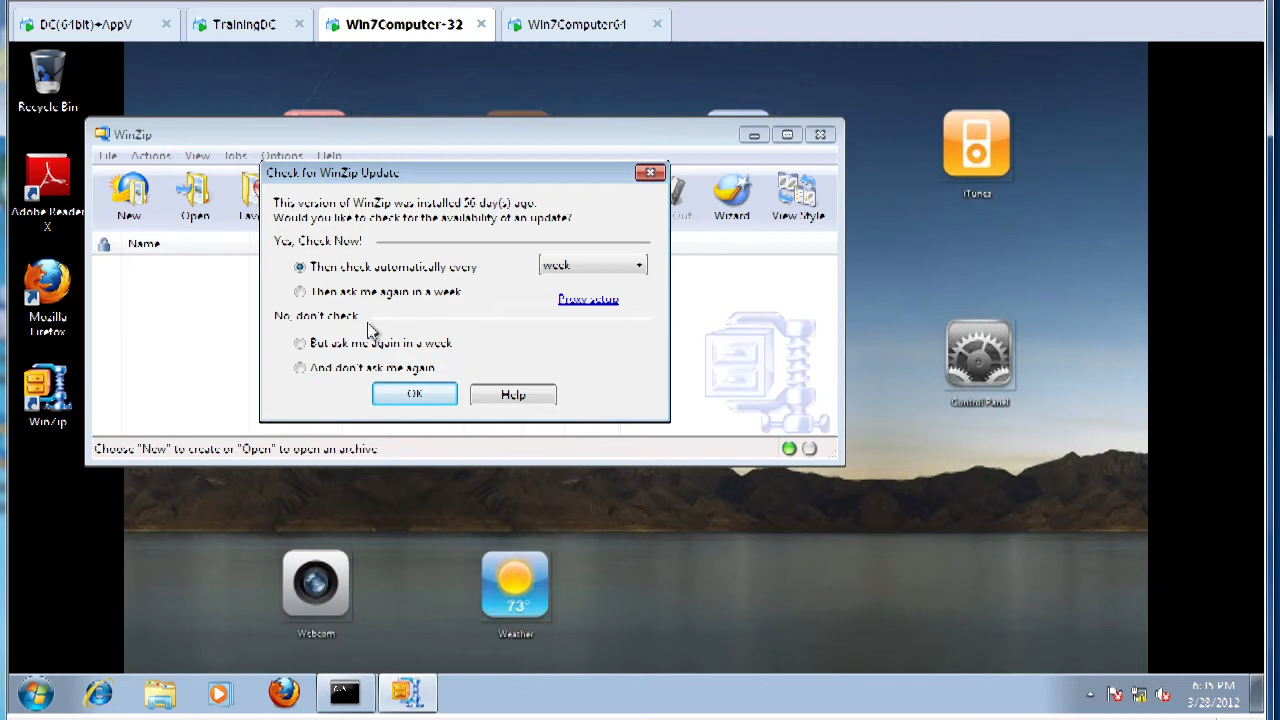 DC(64bit)+AppV
TrainingDC
Win7Computer-32
Win7Computer64
Recycle Bin
Adobe Reader
X
Mozilla
Firefox
WinZip
iTunes
Control Panel
Webcam
73°
Weather
WinZip
File Actions View Jobs Options Help
New
Open
Wizard
View Style
Name
Check for WinZip Update
This version of WinZip was installed 56 day(s) ago.
Would you like to check for the availability of an update?
Yes, Check Now!
Then check automatically every
week
Then ask me again in a week
Proxy setup
No, don't check
But ask me again in a week
And don't ask me again
OK
Help
Choose "New" to create or "Open" to open an archive
6:35 PM
3/28/2012